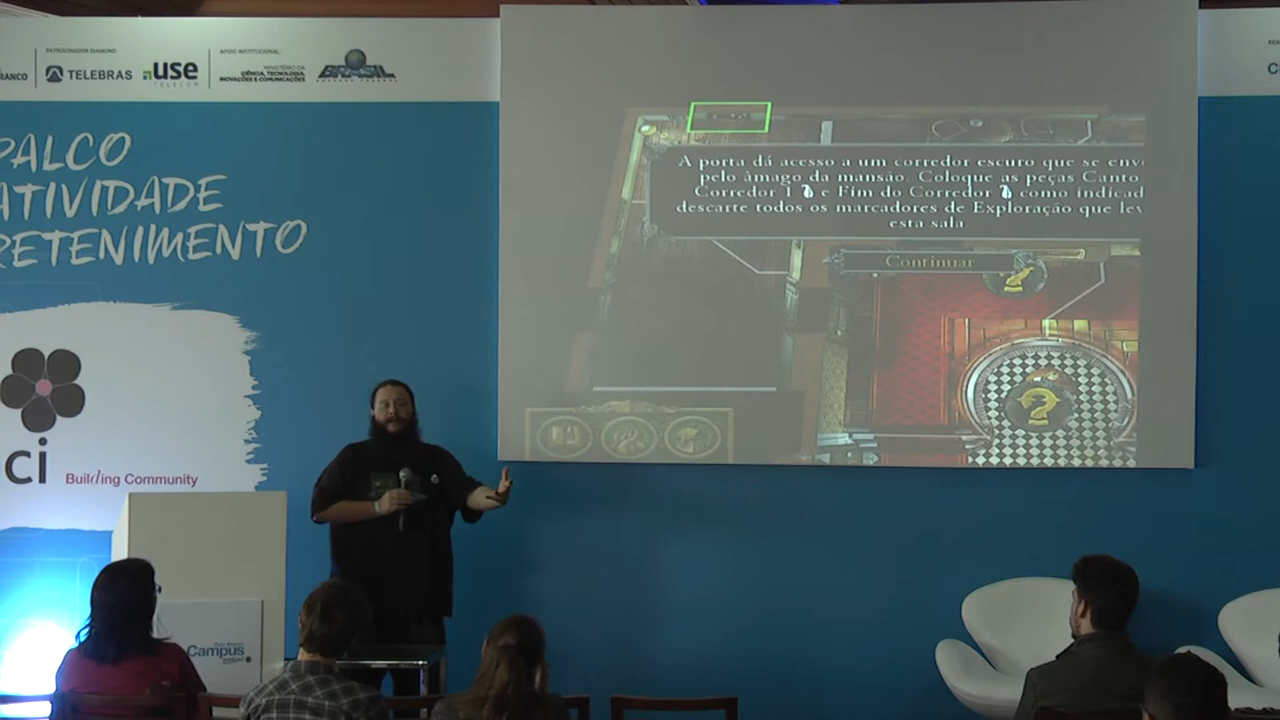 PATROCINADOR DIAMOND
TELEBRAS
use
TELECOM
APOIO INSTITUCIONAL:
MINISTÉRIO DA
CIÊNCIA, TECNOLOGIA,
INOVAÇÕES E COMUNICAÇÕES
BRASIL
PALCO
ATIVIDADE
RETENIMENTO
ci
Building Community
A porta dá acesso a um corredor escuro que se env
pelo âmago da mansão. Coloque as peças Canto
Corredor 1 e Fim do Corredor como indicad
descarte todos os marcadores de Exploração que lev
esta sala.
Continuar
Campus